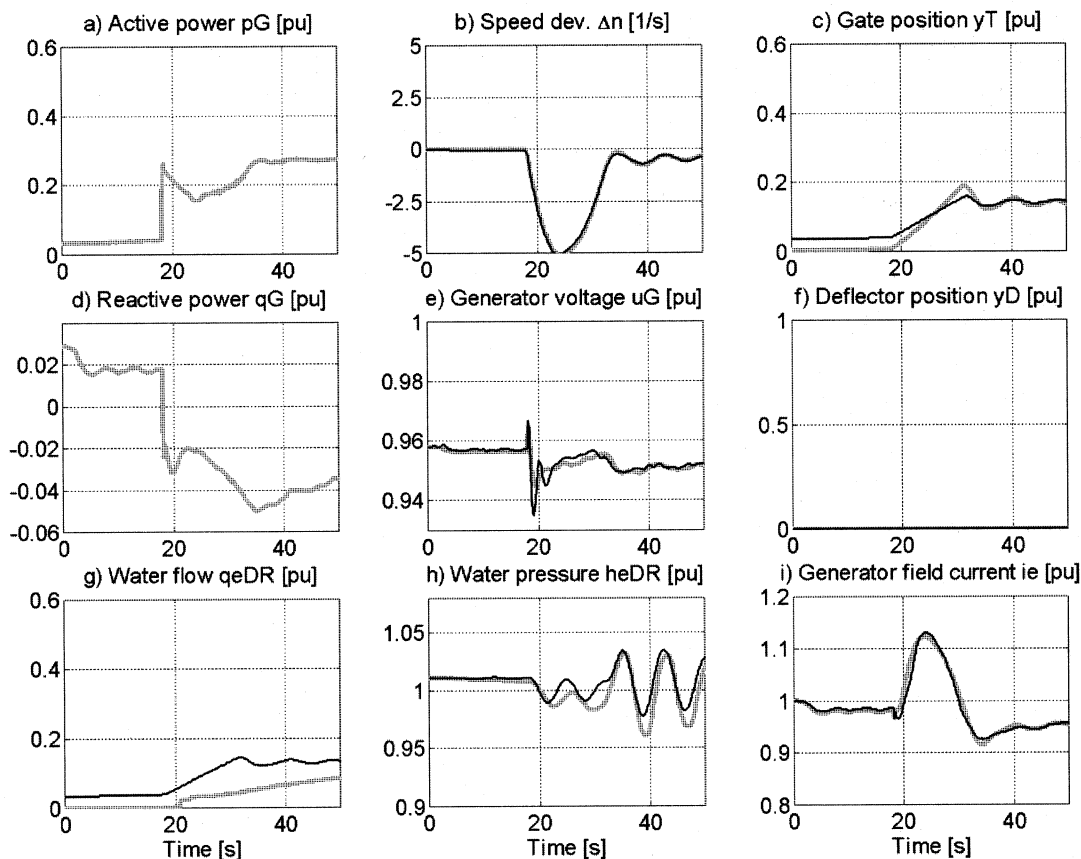 a) Active power pG [pu]
b) Speed dev. Δn [1/s]
c) Gate position yT [pu]
0.6
0.4
0.2
0
0 20 40
5
2.5
0
-2.5
-5
0 20 40
0.6
0.4
0.2
0
0 20 40
d) Reactive power qG [pu]
e) Generator voltage uG [pu]
f) Deflector position yD [pu]
0.02
0
-0.02
-0.04
-0.06
0 20 40
1
0.98
0.96
0.94
0 20 40
1
0.5
0
0 20 40
g) Water flow qeDR [pu]
h) Water pressure heDR [pu]
i) Generator field current ie [pu]
0.6
0.4
0.2
0
0 20 40
Time [s]
1.05
1
0.95
0.9
0 20 40
Time [s]
1.2
1.1
1
0.9
0.8
0 20 40
Time [s]